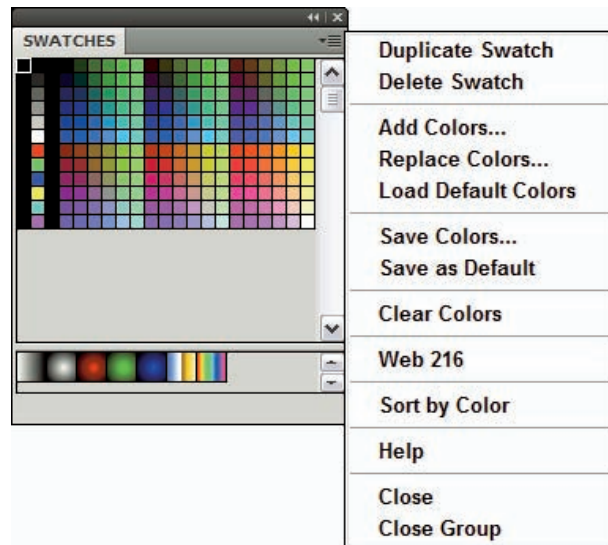 SWATCHES
Duplicate Swatch
Delete Swatch
Add Colors...
Replace Colors...
Load Default Colors
Save Colors...
Save as Default
Clear Colors
Web 216
Sort by Color
Help
Close
Close Group